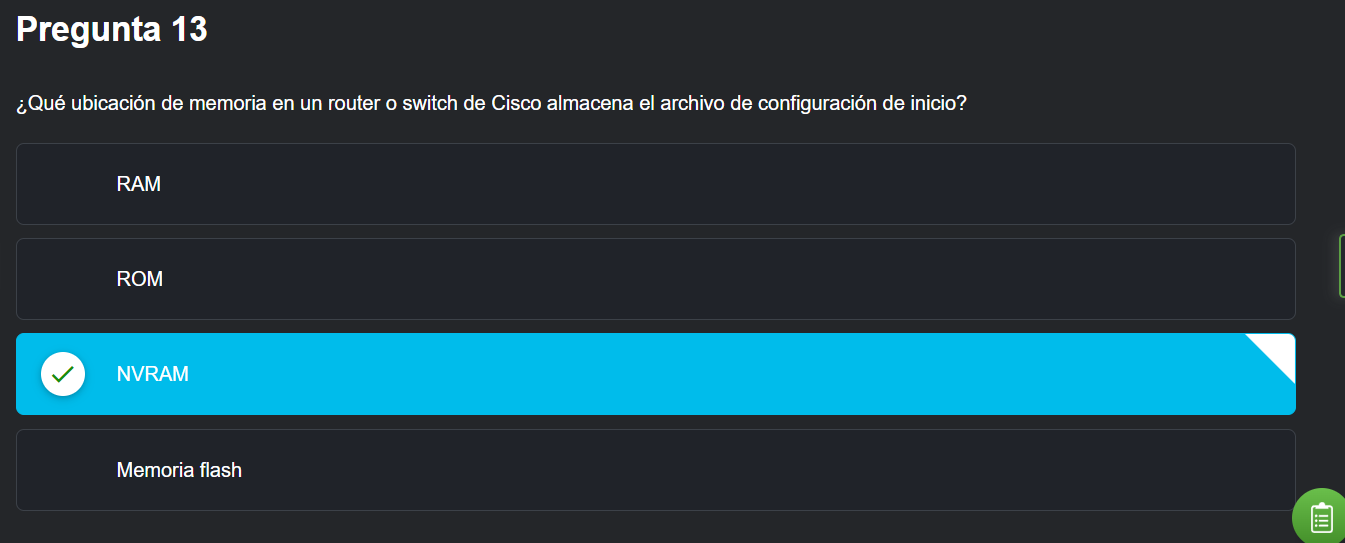 Pregunta 13
¿Qué ubicación de memoria en un router o switch de Cisco almacena el archivo de configuración de inicio?
RAM
ROM
NVRAM
Memoria flash